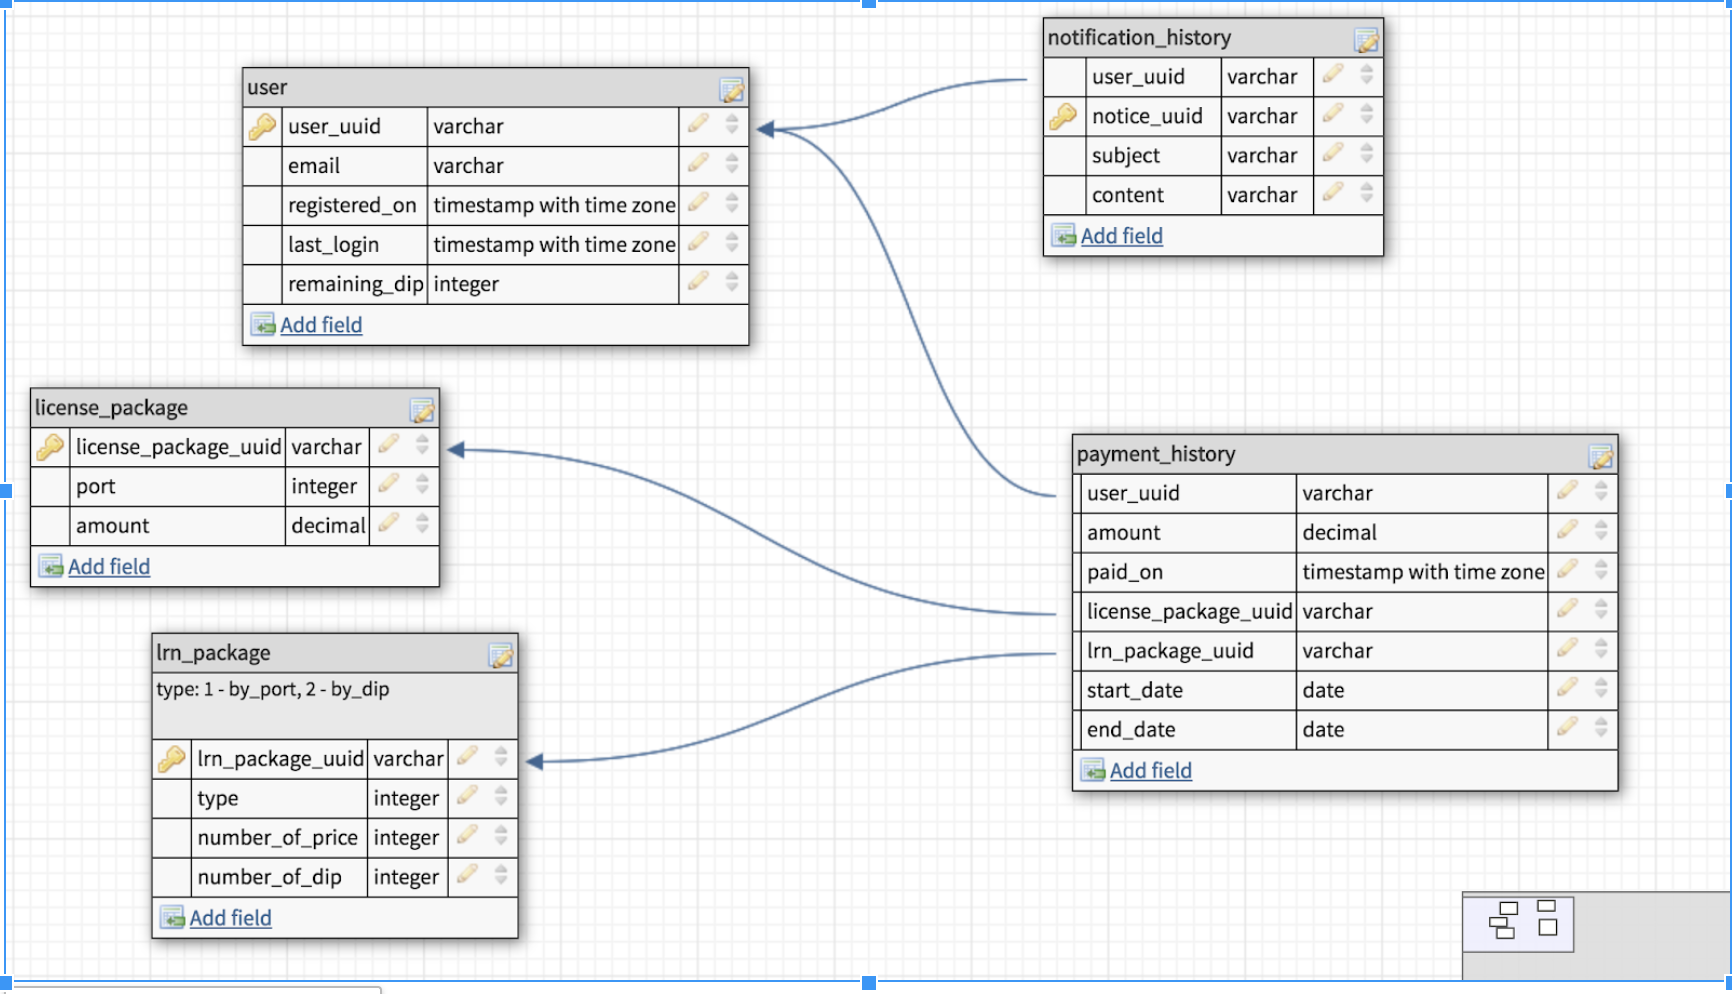 user
user_uuid varchar
email varchar
registered_on timestamp with time zone
last_login timestamp with time zone
remaining_dip integer
Add field
notification_history
user_uuid varchar
notice_uuid varchar
subject varchar
content varchar
Add field
license_package
license_package_uuid varchar
port integer
amount decimal
Add field
payment_history
user_uuid varchar
amount decimal
paid_on timestamp with time zone
license_package_uuid varchar
lrn_package_uuid varchar
start_date date
end_date date
Add field
lrn_package
type: 1 - by_port, 2 - by_dip
lrn_package_uuid varchar
type integer
number_of_price integer
number_of_dip integer
Add field